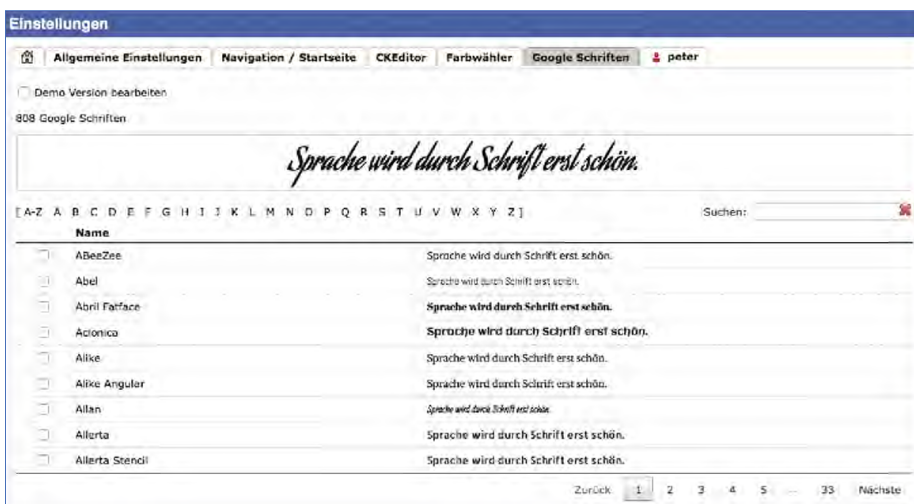 Einstellungen
Allgemeine Einstellungen Navigation / Startseite CKEditor Farbwähler Google Schriften peter
Demo Version bearbeiten
808 Google Schriften
Sprache wird durch Schrift erst schön.
[ A-Z A B C D E F G H I J K L M N O P Q R S T U V W X Y Z ] Suchen:
Name
ABeeZee Sprache wird durch Schrift erst schön.
Abel Sprache wird durch Schrift erst schön.
Abril Fatface Sprache wird durch Schrift erst schön.
Aclonica Sprache wird durch Schrift erst schön.
Alike Sprache wird durch Schrift erst schön.
Alike Angular Sprache wird durch Schrift erst schön.
Allan Sprache wird durch Schrift erst schön.
Allerta Sprache wird durch Schrift erst schön.
Allerta Stencil Sprache wird durch Schrift erst schön.
Zurück 1 2 3 4 5 ... 33 Nächste